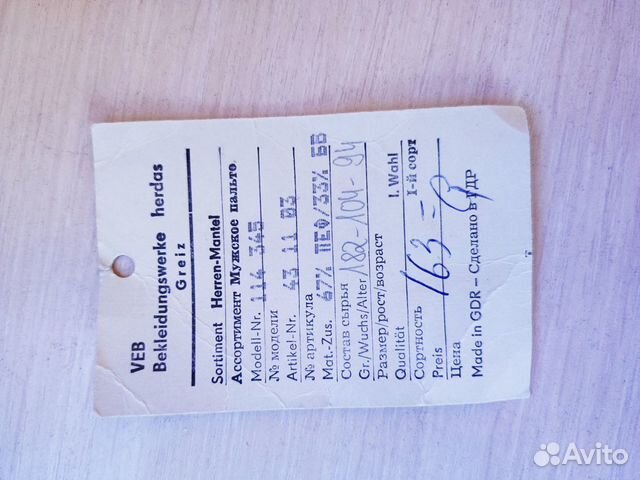 VEB
Bekleidungswerke herdas
Greiz
Sortiment Herren-Mantel
Ассортимент Мужское пальто
Modell-Nr. 114 345
№ модели
Artikel-Nr. 43 11 03
№ артикула
Mat.-Zus. 67% ПЕФ/33% ВВ
Состав сырья
Gr./Wuchs/Alter 182-104-94
Размер/рост/возраст
Qualität I. Wahl
Сортность I-й сорт
Preis 163=
Цена
Made in GDR – Сделано в ГДР
Avito